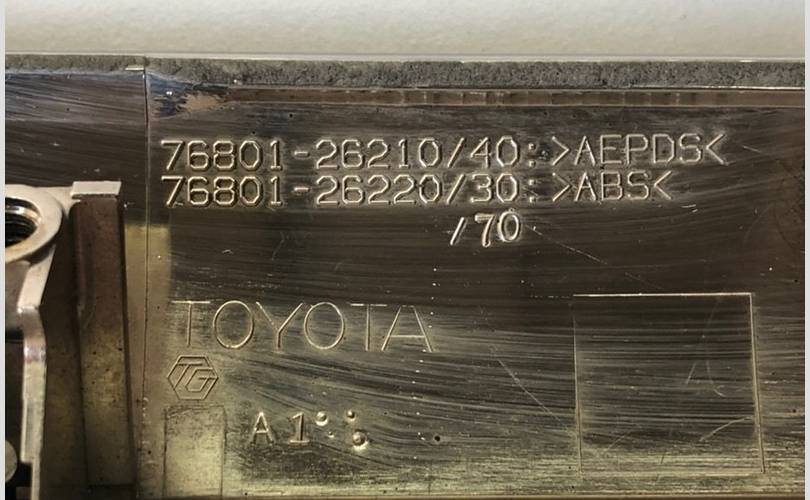 76801-26210/40:>AEPDS<
76801-26220/30:>ABS<
/70
TOYOTA
TG
A1